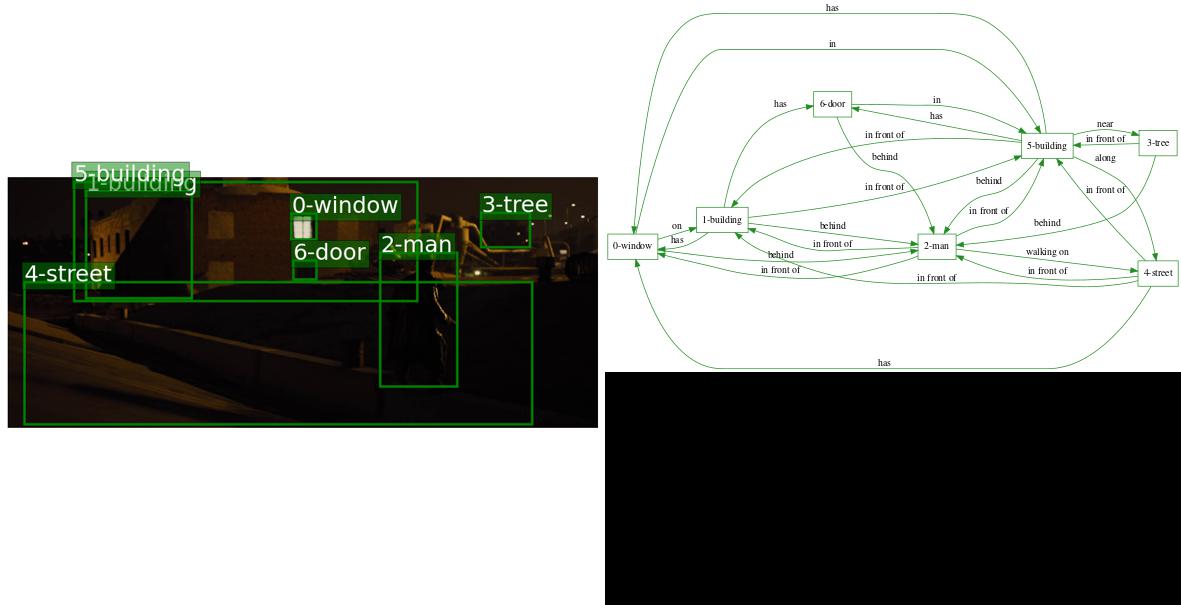 5-building
1-building
0-window
3-tree
2-man
6-door
4-street
has
in
6-door
has
in
has
5-building
near
in front of
3-tree
in front of
behind
along
behind
in front of
in front of
1-building
in front of
behind
on
has
0-window
behind
in front of
2-man
behind
in front of
walking on
in front of
4-street
in front of
has